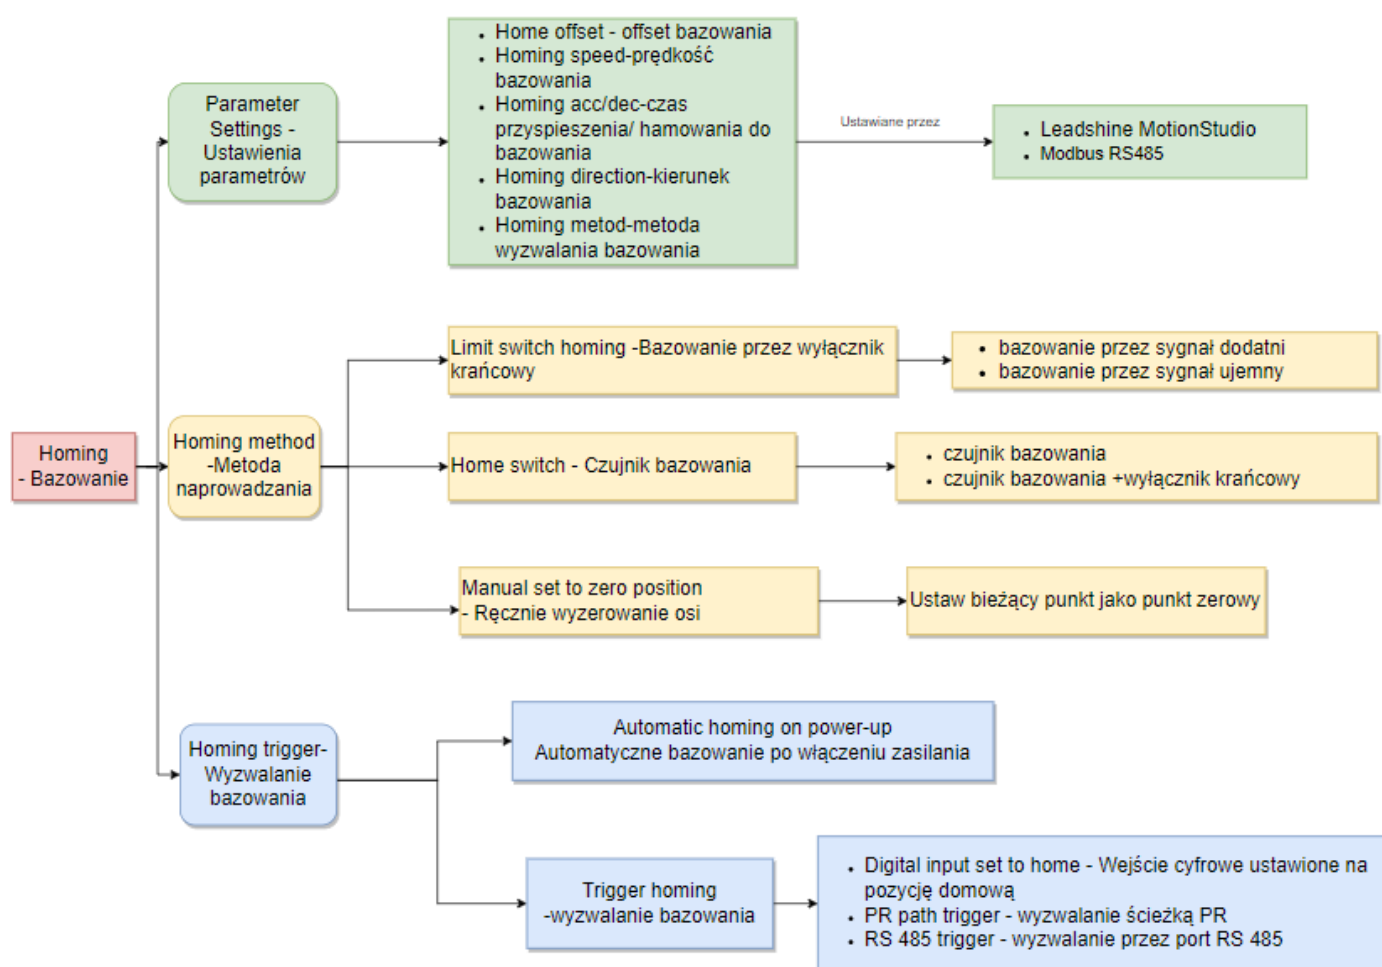 Parameter
Settings -
Ustawienia
parametrów
• Home offset - offset bazowania
• Homing speed-prędkość
bazowania
• Homing acc/dec-czas
przyspieszenia/ hamowania do
bazowania
• Homing direction-kierunek
bazowania
• Homing metod-metoda
wyzwalania bazowania
Ustawiane przez
• Leadshine MotionStudio
• Modbus RS485
Homing
- Bazowanie
Homing method
-Metoda
naprowadzania
Limit switch homing -Bazowanie przez wyłącznik
krańcowy
• bazowanie przez sygnał dodatni
• bazowanie przez sygnał ujemny
Home switch - Czujnik bazowania
• czujnik bazowania
• czujnik bazowania +wyłącznik krańcowy
Manual set to zero position
- Ręcznie wyzerowanie osi
Ustaw bieżący punkt jako punkt zerowy
Homing trigger-
Wyzwalanie
bazowania
Automatic homing on power-up
Automatyczne bazowanie po włączeniu zasilania
Trigger homing
-wyzwalanie bazowania
• Digital input set to home - Wejście cyfrowe ustawione na
pozycję domową
• PR path trigger - wyzwalanie ścieżką PR
• RS 485 trigger - wyzwalanie przez port RS 485